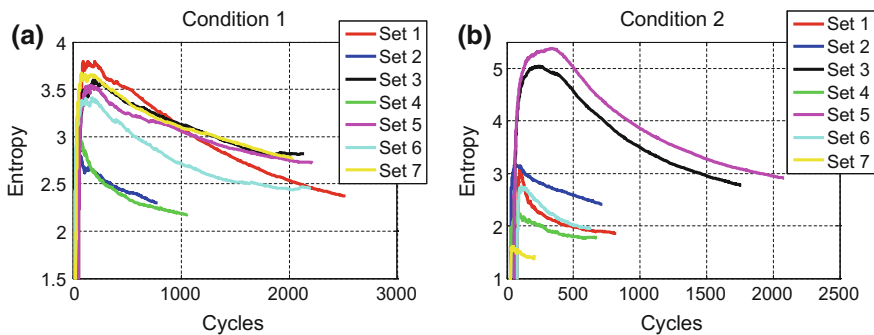 (a)
Condition 1
Entropy
4
3.5
3
2.5
2
1.5
0
1000
2000
3000
Cycles
Set 1
Set 2
Set 3
Set 4
Set 5
Set 6
Set 7
(b)
Condition 2
Entropy
5
4
3
2
1
0
500
1000
1500
2000
2500
Cycles
Set 1
Set 2
Set 3
Set 4
Set 5
Set 6
Set 7